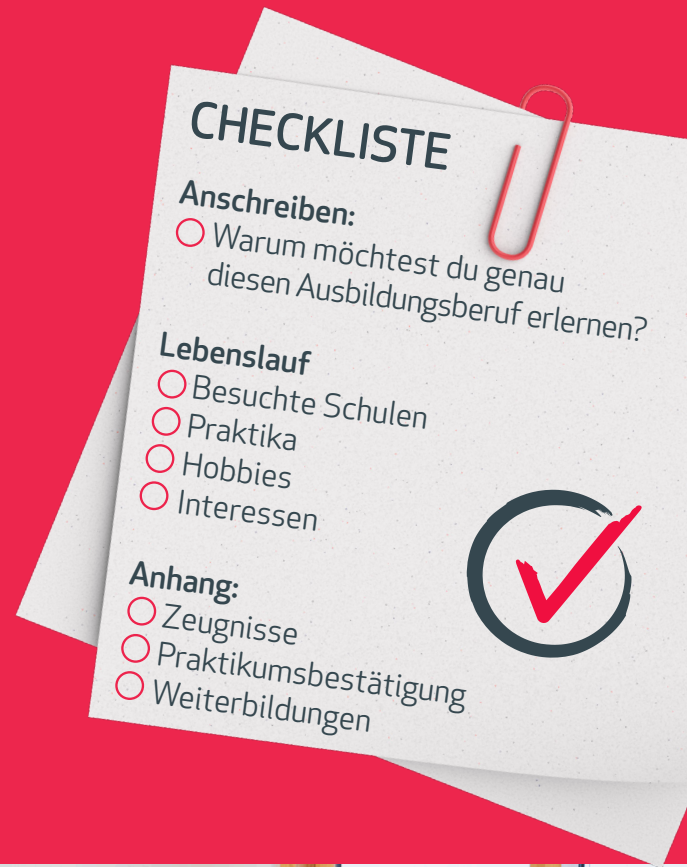 CHECKLISTE
Anschreiben:
Warum möchtest du genau
diesen Ausbildungsberuf erlernen?
Lebenslauf
Besuchte Schulen
Praktika
Hobbies
Interessen
Anhang:
Zeugnisse
Praktikumsbestätigung
Weiterbildungen